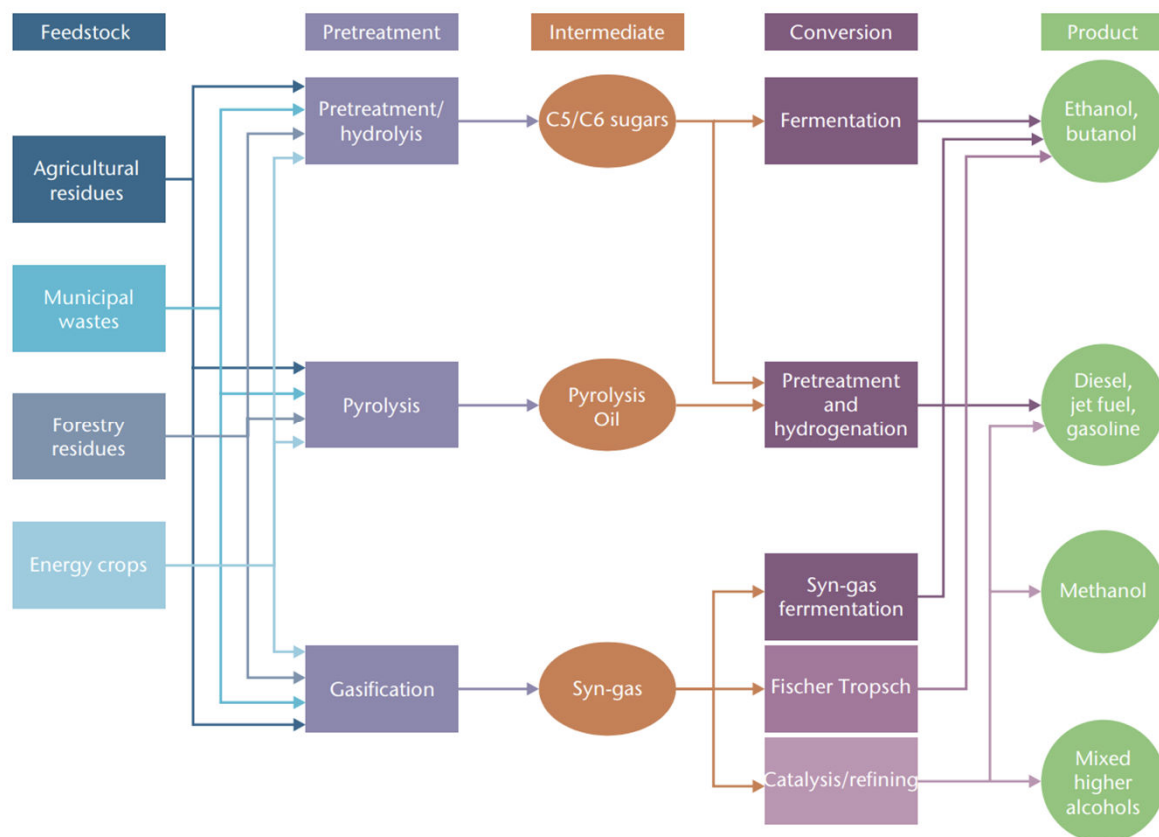 Feedstock
Pretreatment
Intermediate
Conversion
Product
Pretreatment/
hydrolyis
C5/C6 sugars
Fermentation
Ethanol,
butanol
Agricultural
residues
Municipal
wastes
Forestry
residues
Energy crops
Pyrolysis
Pyrolysis
Oil
Pretreatment
and
hydrogenation
Diesel,
jet fuel,
gasoline
Gasification
Syn-gas
Syn-gas
ferrmentation
Fischer Tropsch
Catalysis/refining
Methanol
Mixed
higher
alcohols